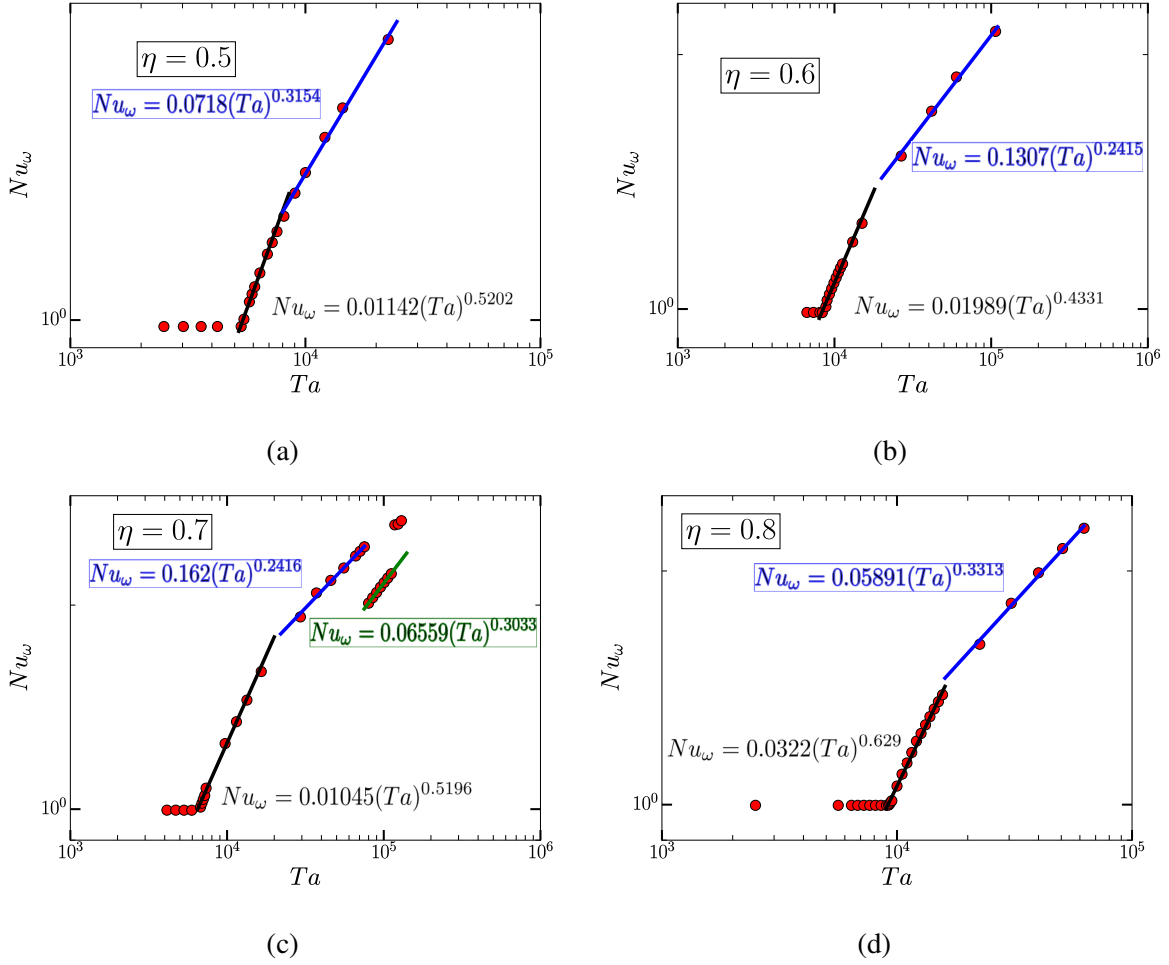 η = 0.5
Nu_ω = 0.0718(Ta)^0.3154
Nu_ω
Nu_ω = 0.01142(Ta)^0.5202
10^0
10^3 10^4 10^5
Ta
(a)
η = 0.6
Nu_ω
Nu_ω = 0.1307(Ta)^0.2415
Nu_ω = 0.01989(Ta)^0.4331
10^0
10^3 10^4 10^5 10^6
Ta
(b)
η = 0.7
Nu_ω = 0.162(Ta)^0.2416
Nu_ω = 0.06559(Ta)^0.3033
Nu_ω
Nu_ω = 0.01045(Ta)^0.5196
10^0
10^3 10^4 10^5 10^6
Ta
(c)
η = 0.8
Nu_ω = 0.05891(Ta)^0.3313
Nu_ω
Nu_ω = 0.0322(Ta)^0.629
10^0
10^3 10^4 10^5
Ta
(d)